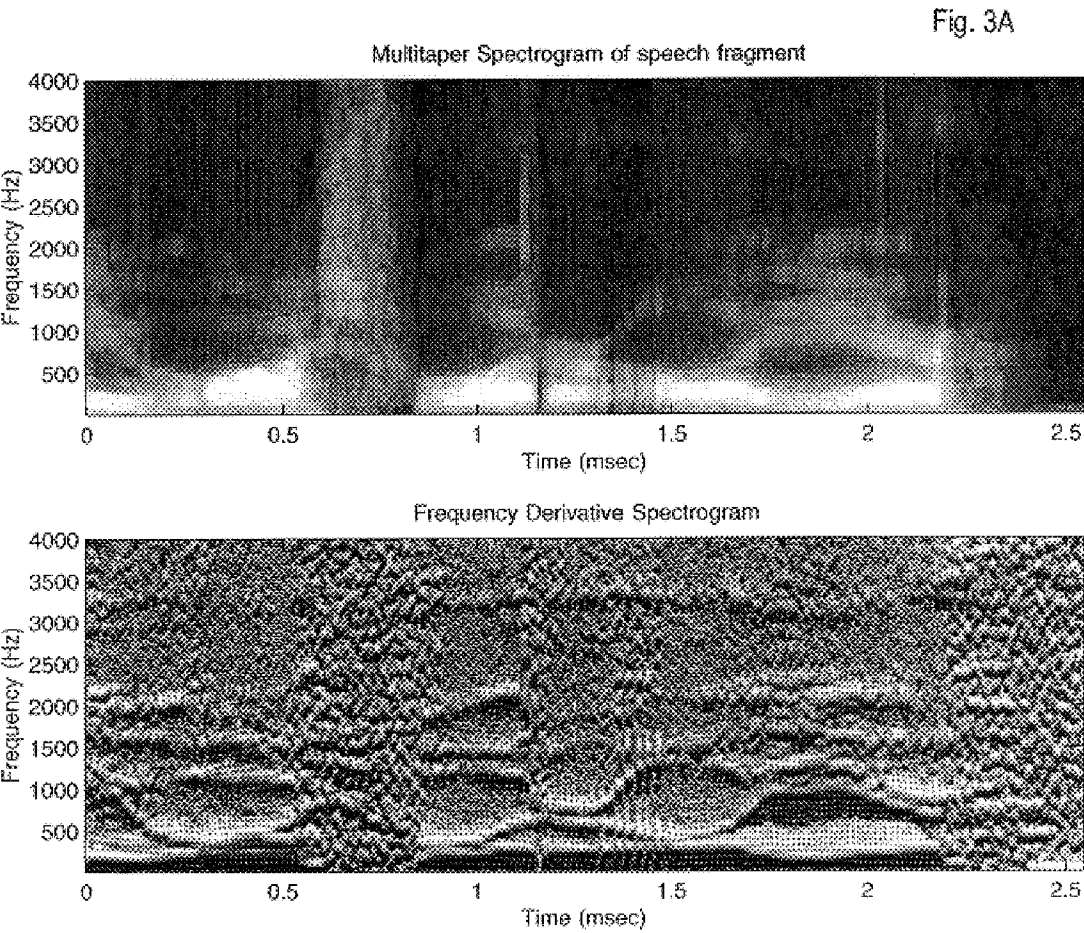 Fig. 3A
Multitaper Spectrogram of speech fragment
4000
3500
3000
2500
2000
1500
1000
500
Frequency (Hz)
0 0.5 1 1.5 2 2.5
Time (msec)
Frequency Derivative Spectrogram
4000
3500
3000
2500
2000
1500
1000
500
Frequency (Hz)
0 0.5 1 1.5 2 2.5
Time (msec)